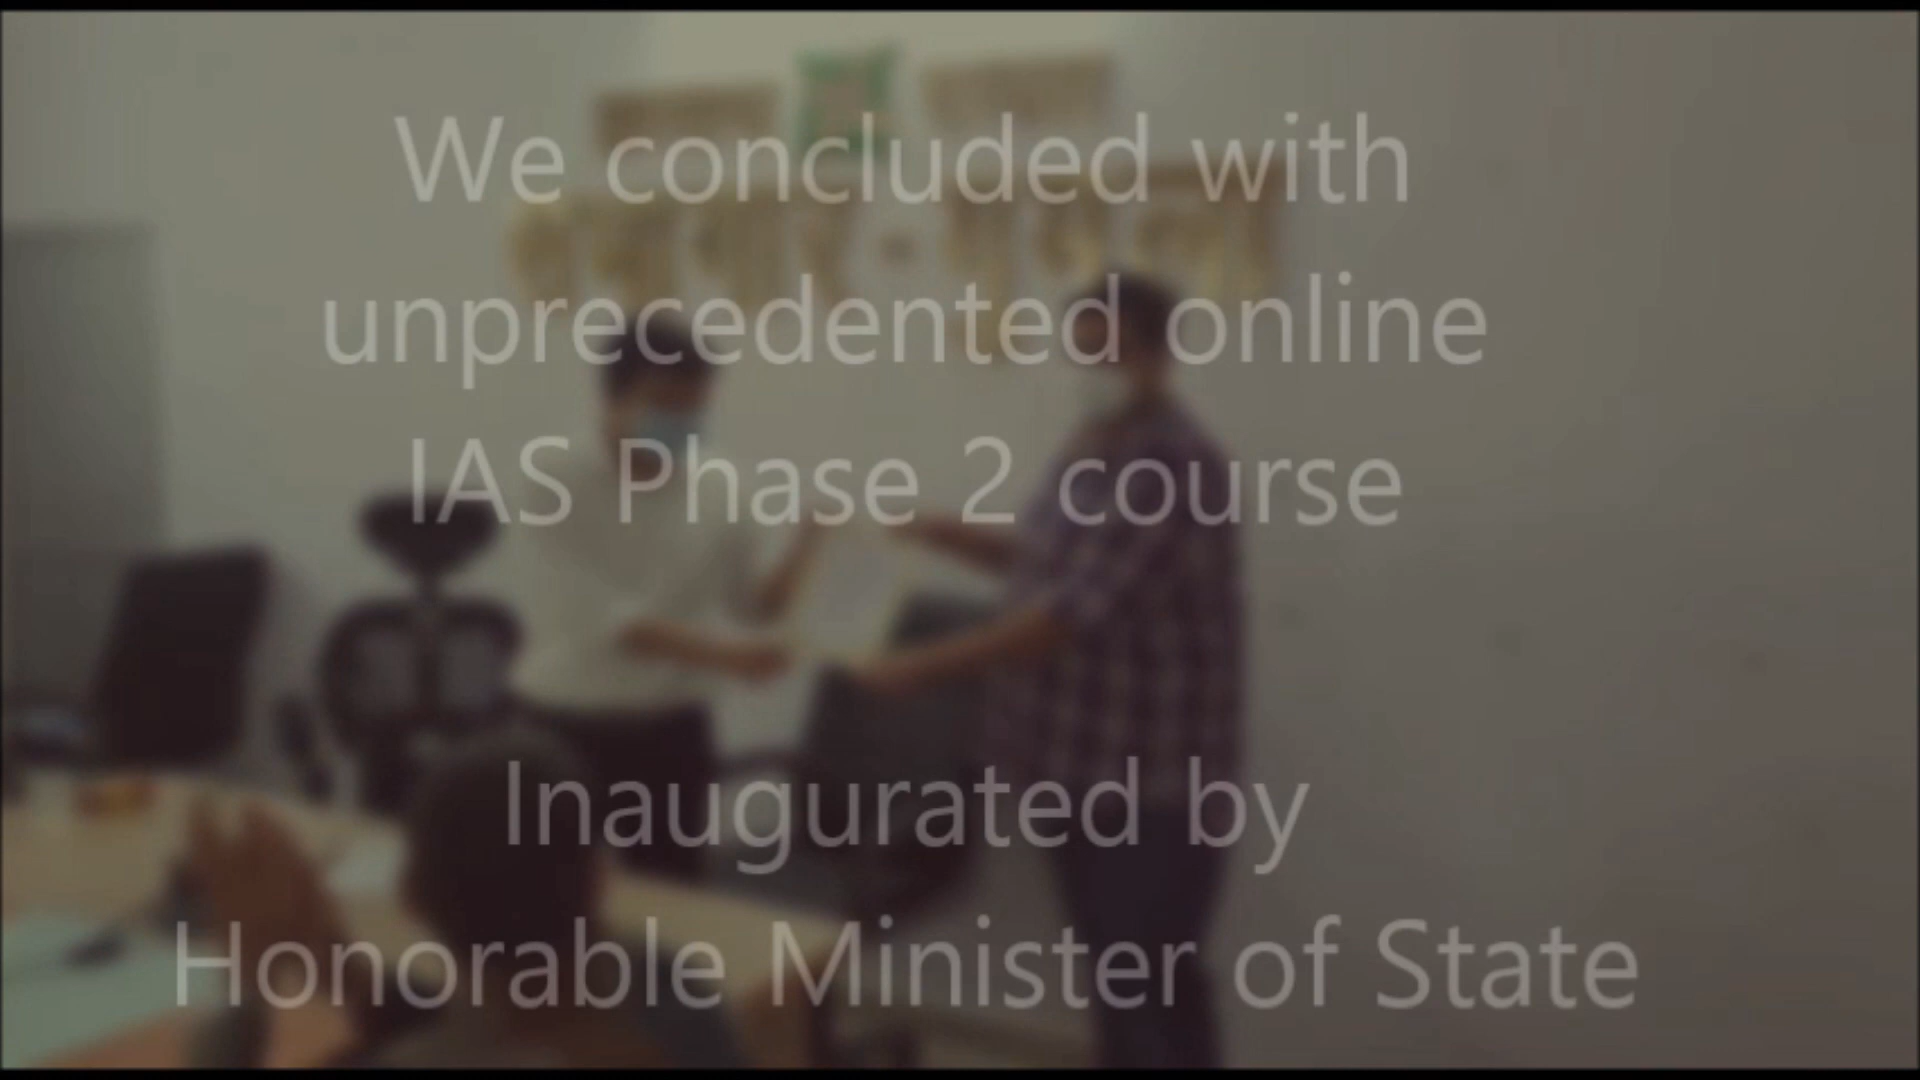 We concluded with
unprecedented online
IAS Phase 2 course
Inaugurated by
Honorable Minister of State